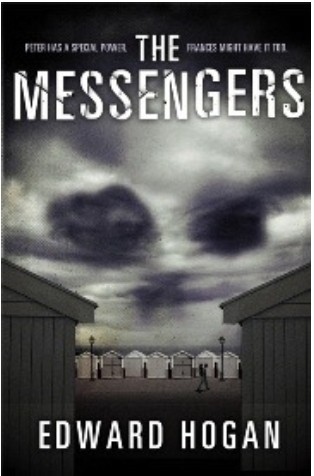 PETER HAS A SPECIAL POWER. FRANCES MIGHT HAVE IT TOO.
THE
MESSENGERS
EDWARD HOGAN